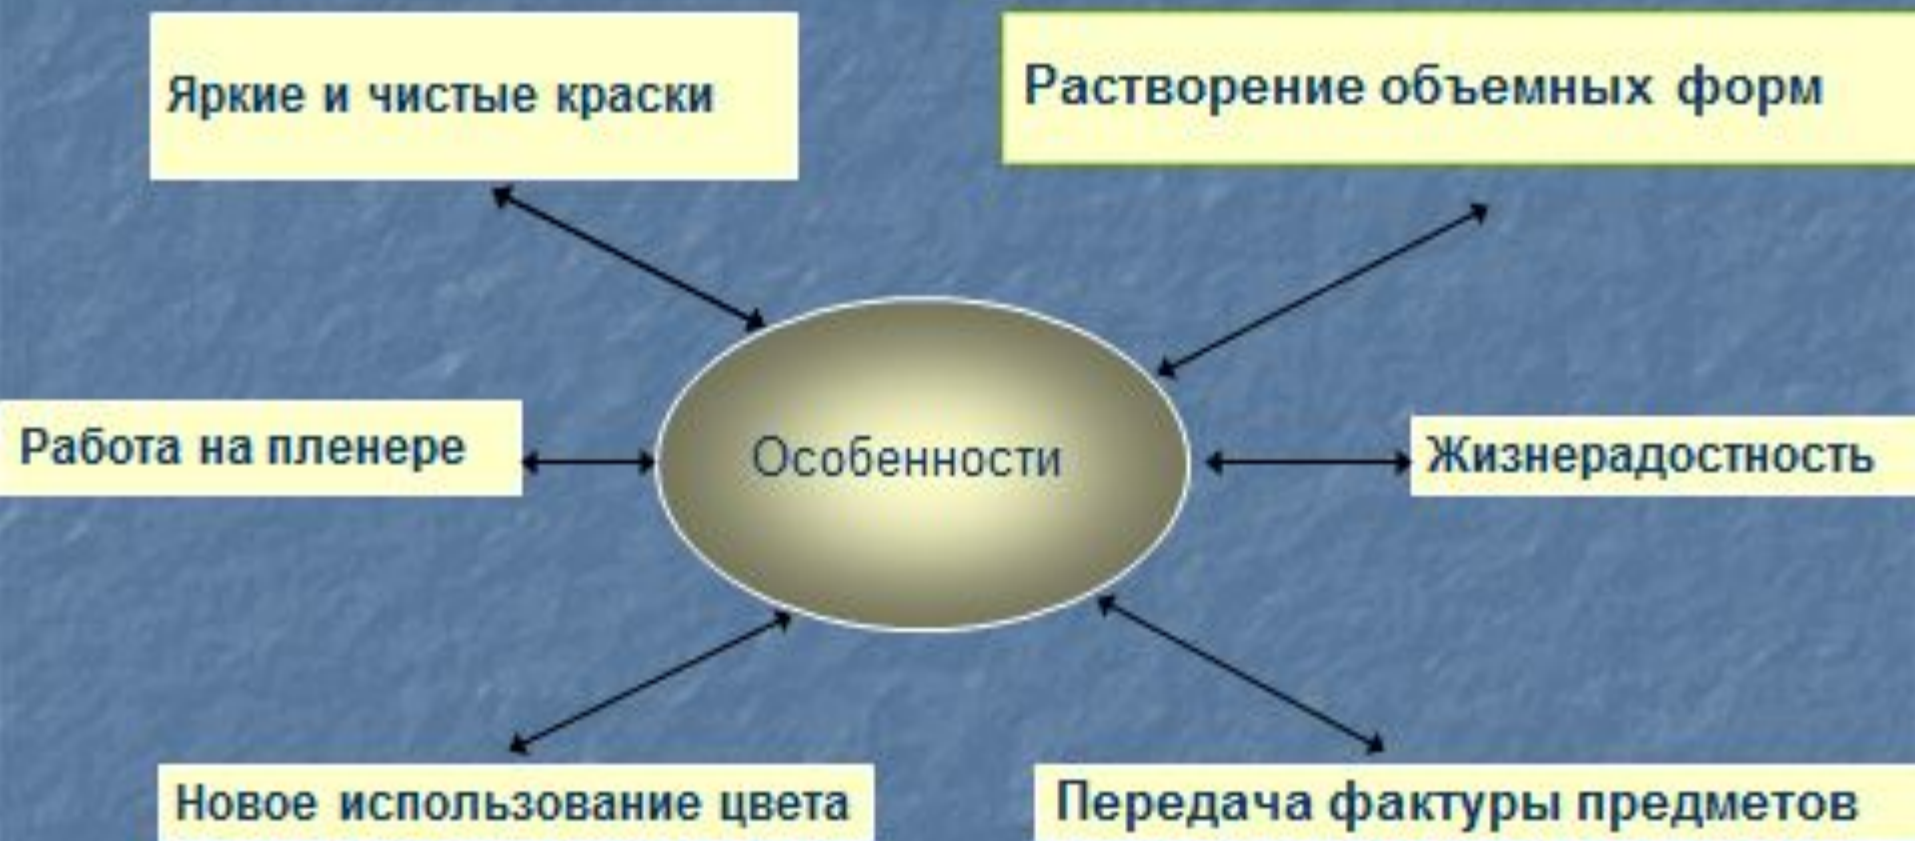 Яркие и чистые краски
Растворение объемных форм
Работа на пленере
Особенности
Жизнерадостность
Новое использование цвета
Передача фактуры предметов